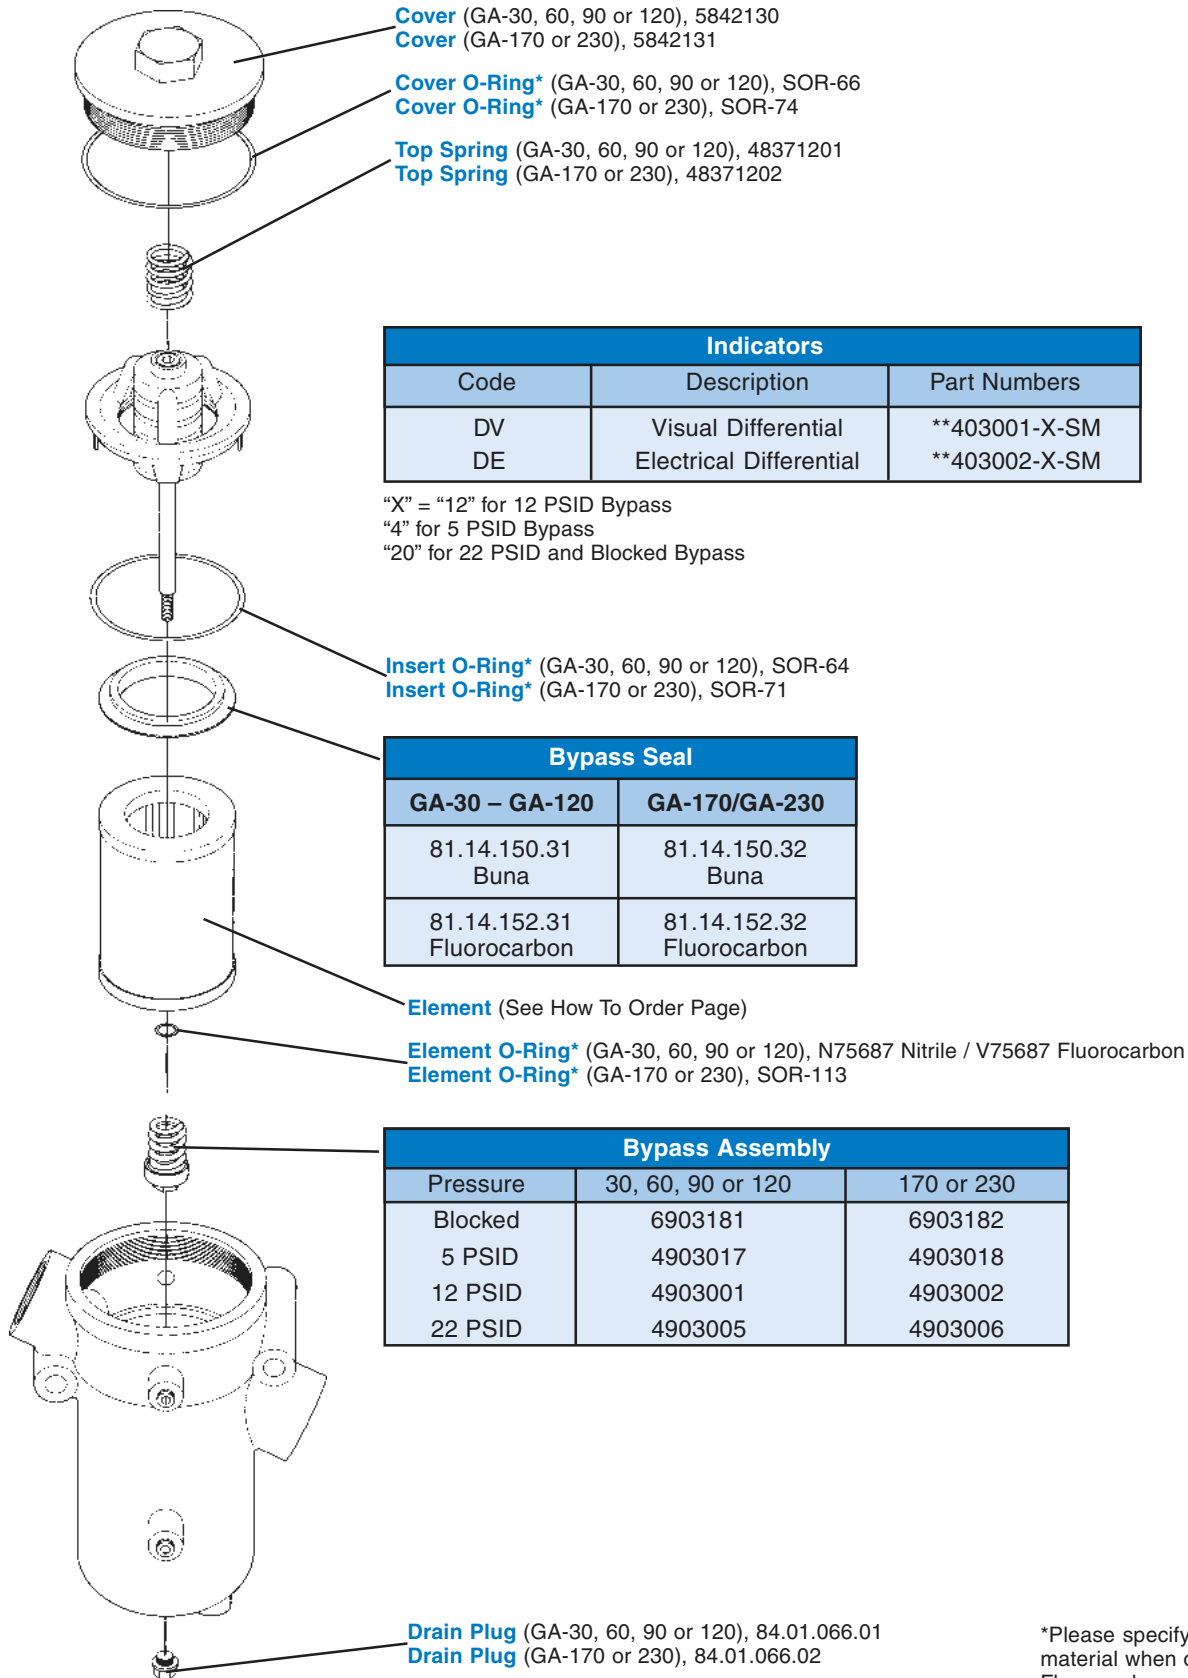 Cover (GA-30, 60, 90 or 120), 5842130
Cover (GA-170 or 230), 5842131
Cover O-Ring* (GA-30, 60, 90 or 120), SOR-66
Cover O-Ring* (GA-170 or 230), SOR-74
Top Spring (GA-30, 60, 90 or 120), 48371201
Top Spring (GA-170 or 230), 48371202
Indicators
Code Description Part Numbers
DV Visual Differential **403001-X-SM
DE Electrical Differential **403002-X-SM
“X” = “12” for 12 PSID Bypass
“4” for 5 PSID Bypass
“20” for 22 PSID and Blocked Bypass
Insert O-Ring* (GA-30, 60, 90 or 120), SOR-64
Insert O-Ring* (GA-170 or 230), SOR-71
Bypass Seal
GA-30 – GA-120 GA-170/GA-230
81.14.150.31 81.14.150.32
Buna Buna
81.14.152.31 81.14.152.32
Fluorocarbon Fluorocarbon
Element (See How To Order Page)
Element O-Ring* (GA-30, 60, 90 or 120), N75687 Nitrile / V75687 Fluorocarbon
Element O-Ring* (GA-170 or 230), SOR-113
Bypass Assembly
Pressure 30, 60, 90 or 120 170 or 230
Blocked 6903181 6903182
5 PSID 4903017 4903018
12 PSID 4903001 4903002
22 PSID 4903005 4903006
Drain Plug (GA-30, 60, 90 or 120), 84.01.066.01
Drain Plug (GA-170 or 230), 84.01.066.02
*Please specify
material when